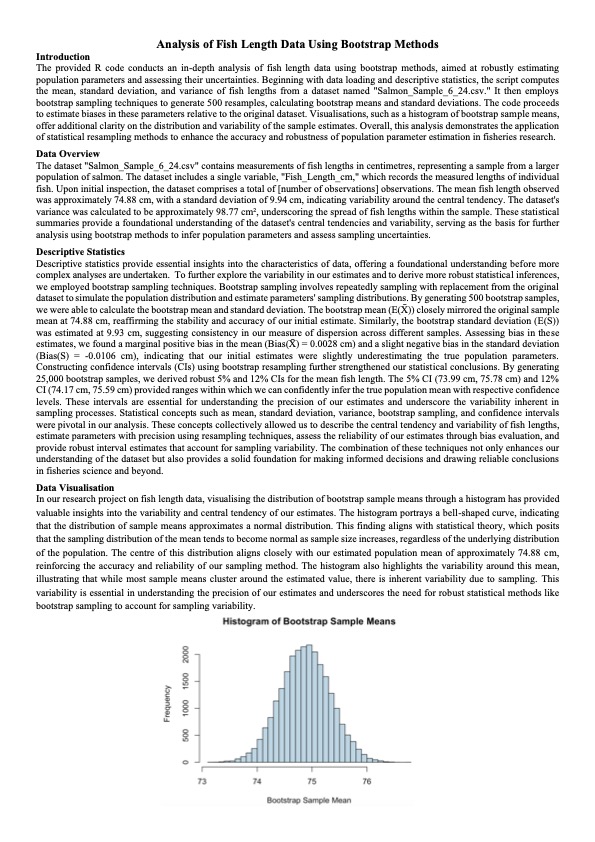 Analysis of Fish Length Data Using Bootstrap Methods
Introduction
The provided R code conducts an in-depth analysis of fish length data using bootstrap methods, aimed at robustly estimating
population parameters and assessing their uncertainties. Beginning with data loading and descriptive statistics, the script computes
the mean, standard deviation, and variance of fish lengths from a dataset named "Salmon_Sample_6_24.csv." It then employs
bootstrap sampling techniques to generate 500 resamples, calculating bootstrap means and standard deviations. The code proceeds
to estimate biases in these parameters relative to the original dataset. Visualisations, such as a histogram of bootstrap sample means,
offer additional clarity on the distribution and variability of the sample estimates. Overall, this analysis demonstrates the application
of statistical resampling methods to enhance the accuracy and robustness of population parameter estimation in fisheries research.
Data Overview
The dataset "Salmon_Sample_6_24.csv" contains measurements of fish lengths in centimetres, representing a sample from a larger
population of salmon. The dataset includes a single variable, "Fish_Length_cm," which records the measured lengths of individual
fish. Upon initial inspection, the dataset comprises a total of [number of observations] observations. The mean fish length observed
was approximately 74.88 cm, with a standard deviation of 9.94 cm, indicating variability around the central tendency. The dataset's
variance was calculated to be approximately 98.77 cm², underscoring the spread of fish lengths within the sample. These statistical
summaries provide a foundational understanding of the dataset's central tendencies and variability, serving as the basis for further
analysis using bootstrap methods to infer population parameters and assess sampling uncertainties.
Descriptive Statistics
Descriptive statistics provide essential insights into the characteristics of data, offering a foundational understanding before more
complex analyses are undertaken. To further explore the variability in our estimates and to derive more robust statistical inferences,
we employed bootstrap sampling techniques. Bootstrap sampling involves repeatedly sampling with replacement from the original
dataset to simulate the population distribution and estimate parameters' sampling distributions. By generating 500 bootstrap samples,
we were able to calculate the bootstrap mean and standard deviation. The bootstrap mean (E(X̄)) closely mirrored the original sample
mean at 74.88 cm, reaffirming the stability and accuracy of our initial estimate. Similarly, the bootstrap standard deviation (E(S))
was estimated at 9.93 cm, suggesting consistency in our measure of dispersion across different samples. Assessing bias in these
estimates, we found a marginal positive bias in the mean (Bias(X̄) = 0.0028 cm) and a slight negative bias in the standard deviation
(Bias(S) = -0.0106 cm), indicating that our initial estimates were slightly underestimating the true population parameters.
Constructing confidence intervals (CIs) using bootstrap resampling further strengthened our statistical conclusions. By generating
25,000 bootstrap samples, we derived robust 5% and 12% CIs for the mean fish length. The 5% CI (73.99 cm, 75.78 cm) and 12%
CI (74.17 cm, 75.59 cm) provided ranges within which we can confidently infer the true population mean with respective confidence
levels. These intervals are essential for understanding the precision of our estimates and underscore the variability inherent in
sampling processes. Statistical concepts such as mean, standard deviation, variance, bootstrap sampling, and confidence intervals
were pivotal in our analysis. These concepts collectively allowed us to describe the central tendency and variability of fish lengths,
estimate parameters with precision using resampling techniques, assess the reliability of our estimates through bias evaluation, and
provide robust interval estimates that account for sampling variability. The combination of these techniques not only enhances our
understanding of the dataset but also provides a solid foundation for making informed decisions and drawing reliable conclusions
in fisheries science and beyond.
Data Visualisation
In our research project on fish length data, visualising the distribution of bootstrap sample means through a histogram has provided
valuable insights into the variability and central tendency of our estimates. The histogram portrays a bell-shaped curve, indicating
that the distribution of sample means approximates a normal distribution. This finding aligns with statistical theory, which posits
that the sampling distribution of the mean tends to become normal as sample size increases, regardless of the underlying distribution
of the population. The centre of this distribution aligns closely with our estimated population mean of approximately 74.88 cm,
reinforcing the accuracy and reliability of our sampling method. The histogram also highlights the variability around this mean,
illustrating that while most sample means cluster around the estimated value, there is inherent variability due to sampling. This
variability is essential in understanding the precision of our estimates and underscores the need for robust statistical methods like
bootstrap sampling to account for sampling variability.
Histogram of Bootstrap Sample Means
Frequency
2000
1500
1000
500
0
73 74 75 76
Bootstrap Sample Mean